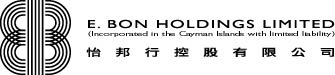 E. BON HOLDINGS LIMITED
(Incorporated in the Cayman Islands with limited liability)
怡邦行控股有限公司